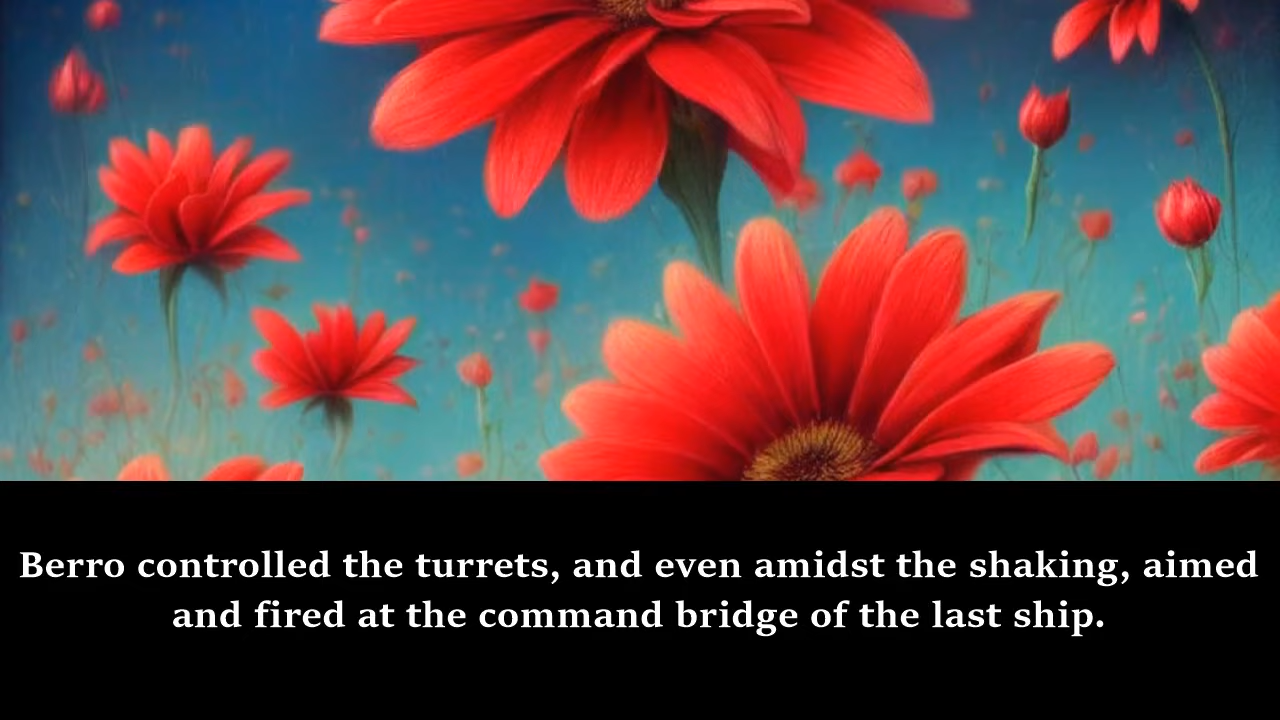 Berro controlled the turrets, and even amidst the shaking, aimed
and fired at the command bridge of the last ship.